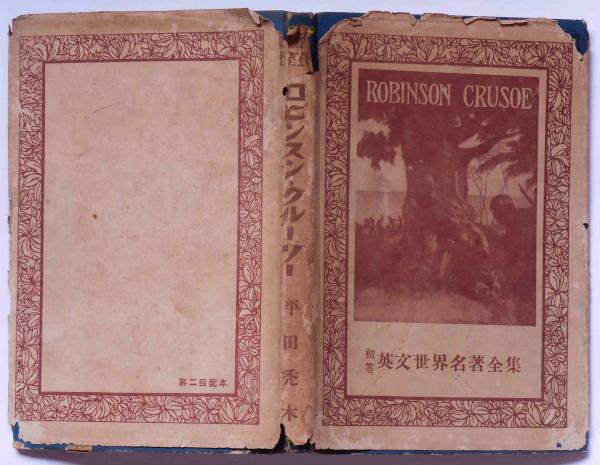 ROBINSON CRUSOE
初等
英文世界名著全集
ロビンスン・クルーソー
平田禿木
第二回配本